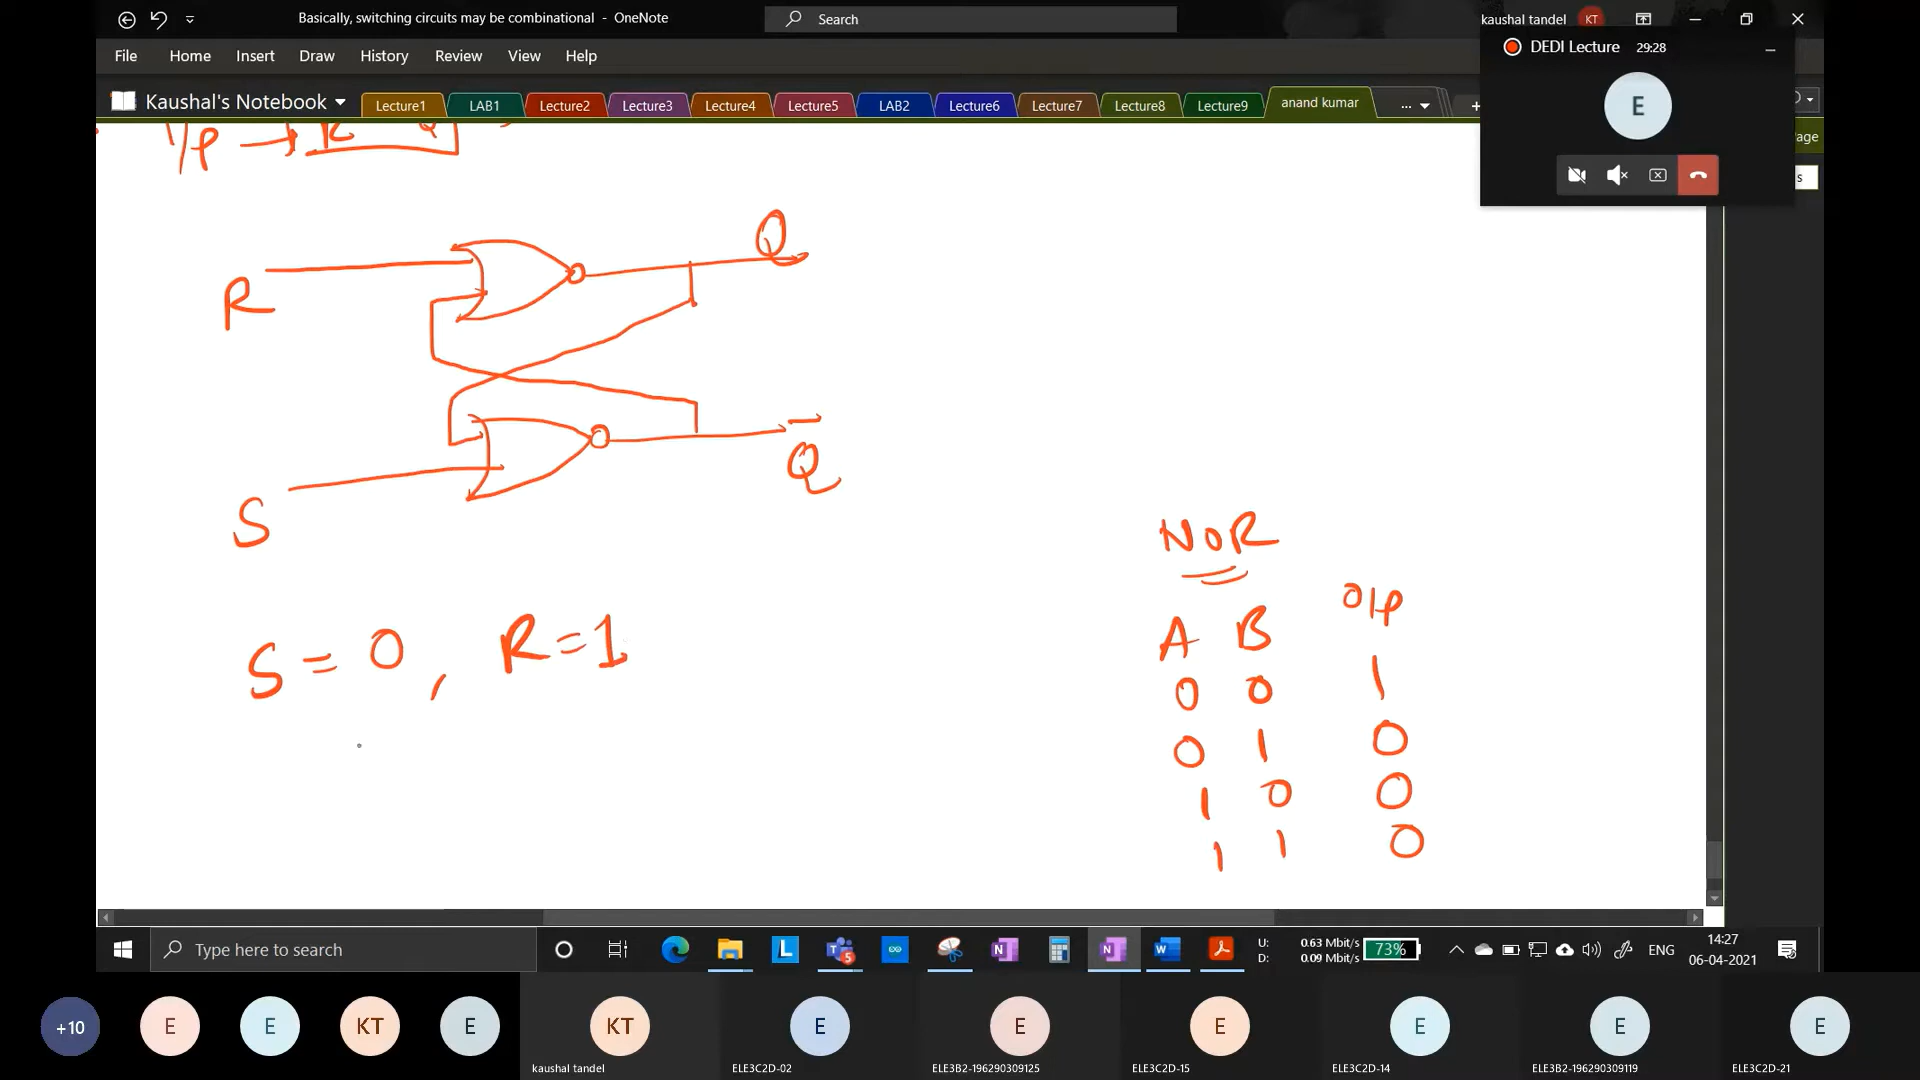 Basically, switching circuits may be combinational - OneNote
Search
kaushal tandel
KT
File Home Insert Draw History Review View Help
DEDI Lecture 29:28
E
Kaushal's Notebook
Lecture1 LAB1 Lecture2 Lecture3 Lecture4 Lecture5 LAB2 Lecture6 Lecture7 Lecture8 Lecture9 anand kumar ... +
age
s
I/p → R Q
R
Q
S
Q̅
S = 0, R = 1
NOR
A B O/p
0 0 1
0 1 0
1 0 0
1 1 0
Type here to search
U: 0.63 Mbit/s
D: 0.09 Mbit/s
73%
ENG
14:27
06-04-2021
+10 E E KT E KT E E E E E E
kaushal tandel ELE3C2D-02 ELE3B2-196290309125 ELE3C2D-15 ELE3C2D-14 ELE3B2-196290309119 ELE3C2D-21